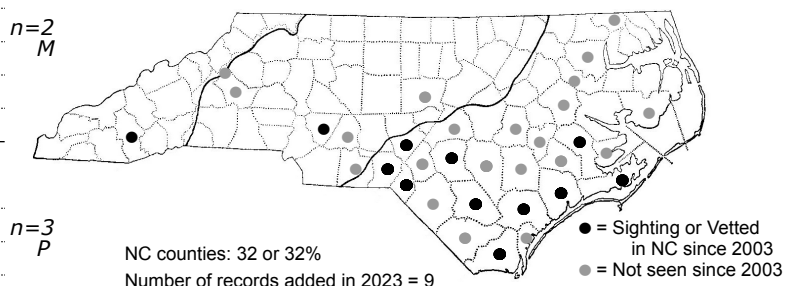 n=2
M
n=3
P
NC counties: 32 or 32%
Number of records added in 2023 = 9
● = Sighting or Vetted
in NC since 2003
● = Not seen since 2003